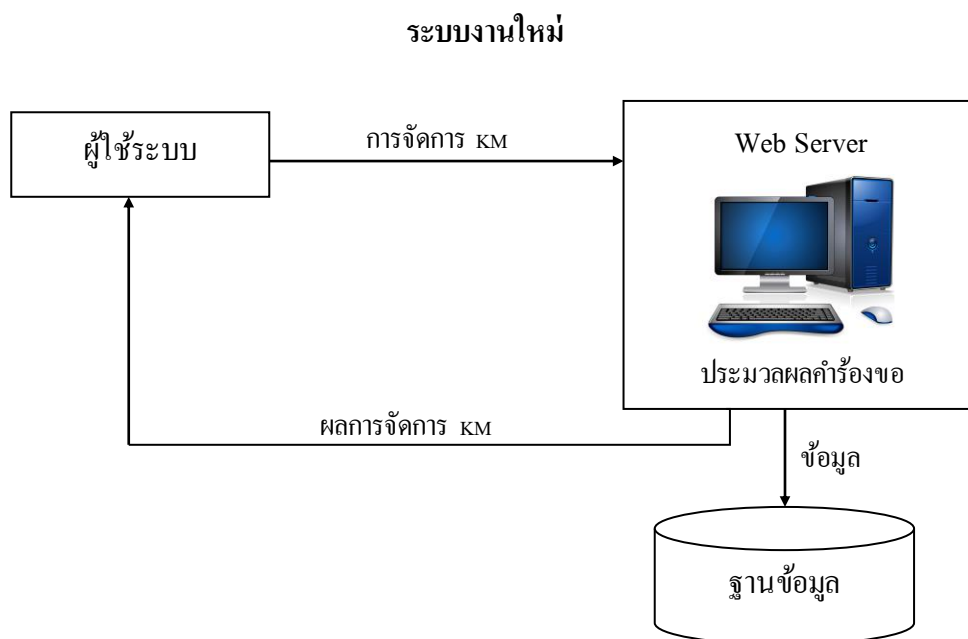 ระบบงานใหม่
ผู้ใช้ระบบ
การจัดการ KM
Web Server
ประมวลผลคำร้องขอ
ผลการจัดการ KM
ข้อมูล
ฐานข้อมูล